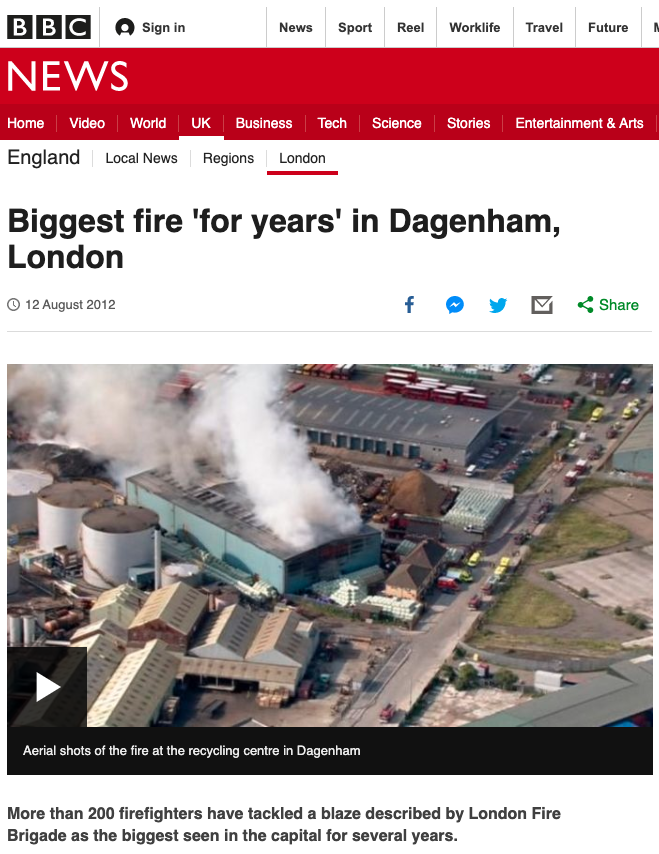 BBC Sign in News Sport Reel Worklife Travel Future
NEWS
Home Video World UK Business Tech Science Stories Entertainment & Arts
England Local News Regions London
Biggest fire 'for years' in Dagenham,
London
12 August 2012 Share
Aerial shots of the fire at the recycling centre in Dagenham
More than 200 firefighters have tackled a blaze described by London Fire
Brigade as the biggest seen in the capital for several years.